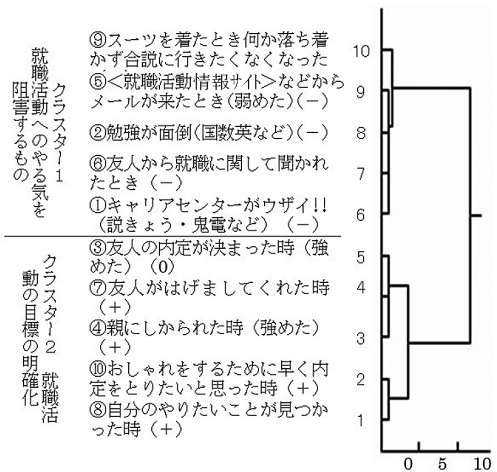 クラスター1
就職活動へのやる気を
阻害するもの
⑨スーツを着たとき何か落ち着
かず合説に行きたくなくなった
⑤<就職活動情報サイト>などから
メールが来たとき(弱めた)(-)
②勉強が面倒(国数英など)(-)
⑥友人から就職に関して聞かれ
たとき(-)
①キャリアセンターがウザイ!!
(説きょう・鬼電など) (-)
クラスター2 就職活
動の目標の明確化
③友人の内定が決まった時(強
めた) (0)
⑦友人がはげましてくれた時
(+)
④親にしかられた時(強めた)
(+)
⑩おしゃれをするために早く内
定をとりたいと思った時(+)
⑧自分のやりたいことが見つか
った時(+)
10
9
8
7
6
5
4
3
2
1
0 5 10